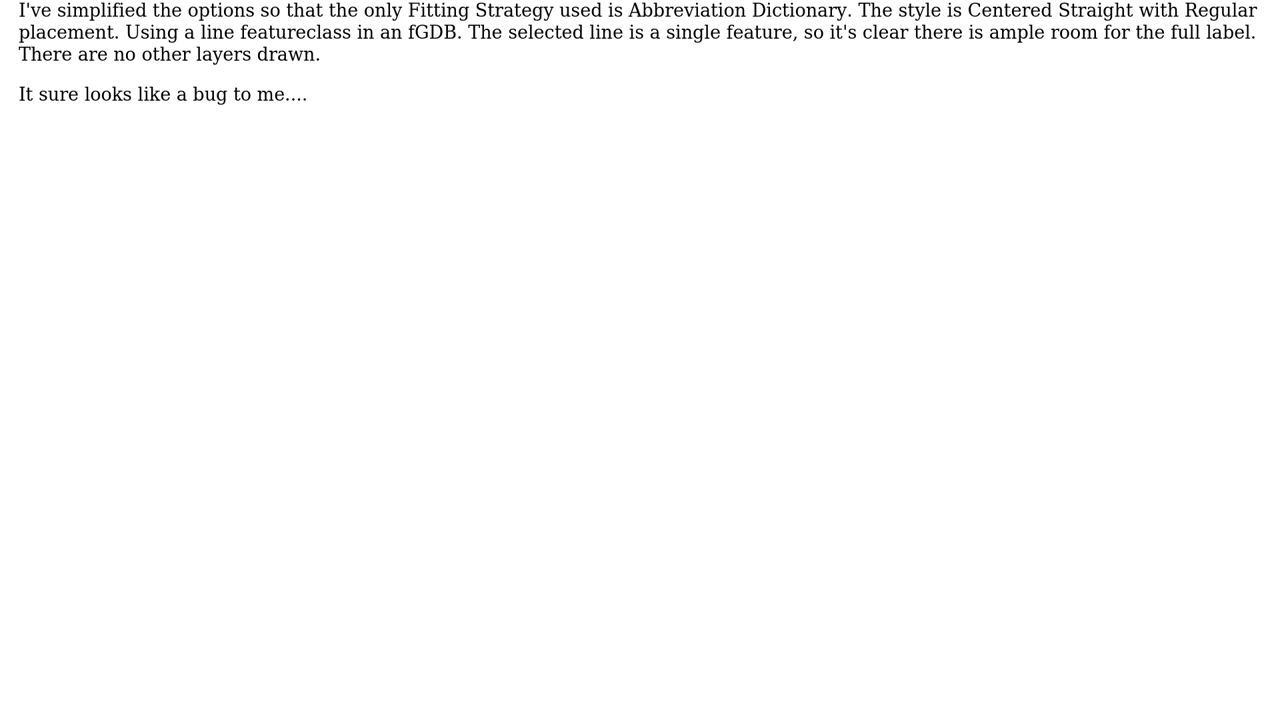 I've simplified the options so that the only Fitting Strategy used is Abbreviation Dictionary. The style is Centered Straight with Regular
placement. Using a line featureclass in an fGDB. The selected line is a single feature, so it's clear there is ample room for the full label.
There are no other layers drawn.
It sure looks like a bug to me....